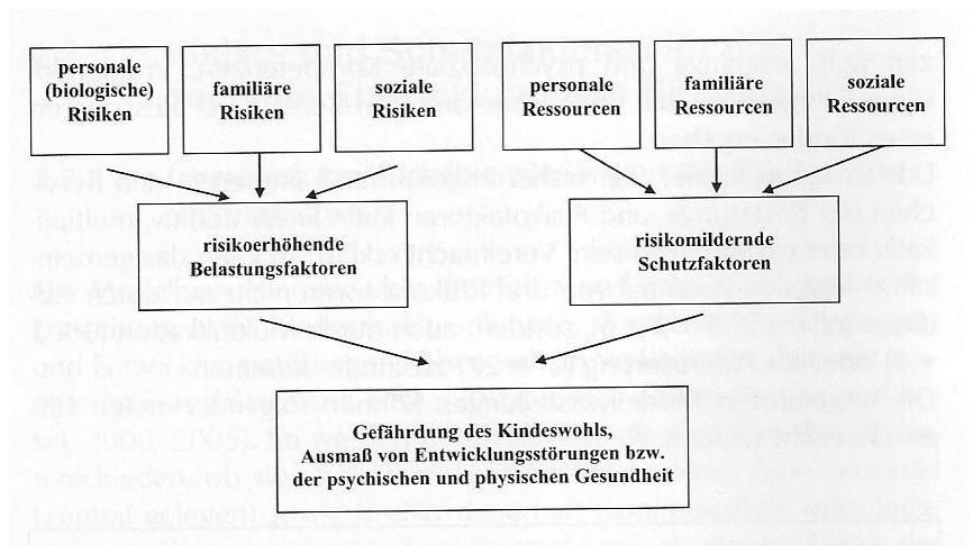 personale
(biologische)
Risiken
familiäre
Risiken
soziale
Risiken
personale
Ressourcen
familiäre
Ressourcen
soziale
Ressourcen
risikoerhöhende
Belastungsfaktoren
risikomildernde
Schutzfaktoren
Gefährdung des Kindeswohls,
Ausmaß von Entwicklungsstörungen bzw.
der psychischen und physischen Gesundheit